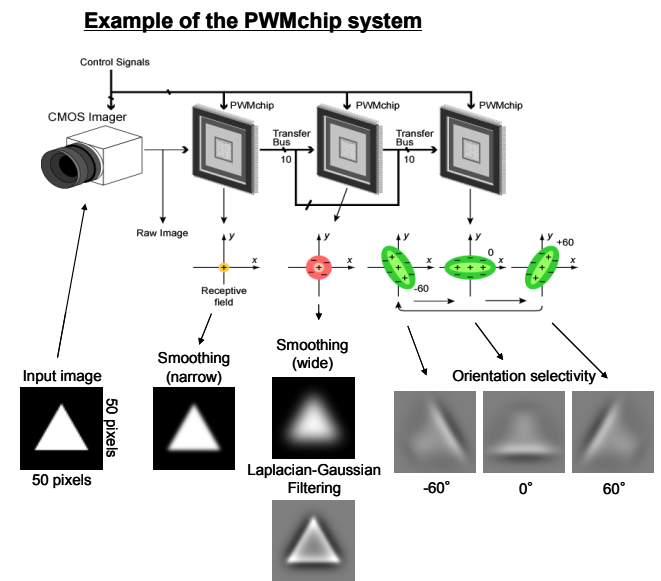 Example of the PWMchip system
Control Signals
CMOS Imager
PWMchip
PWMchip
PWMchip
Transfer
Bus
10
Transfer
Bus
10
Raw Image
y
x
+
Receptive
field
y
x
− −
+
− −
y
x
− + −
− + −
− + −
-60
y
0
x
− − −
+ + +
− − −
y
+60
x
− + −
− + −
− + −
Smoothing
(narrow)
Smoothing
(wide)
Input image
50 pixels
50 pixels
Laplacian-Gaussian
Filtering
Orientation selectivity
-60°
0°
60°